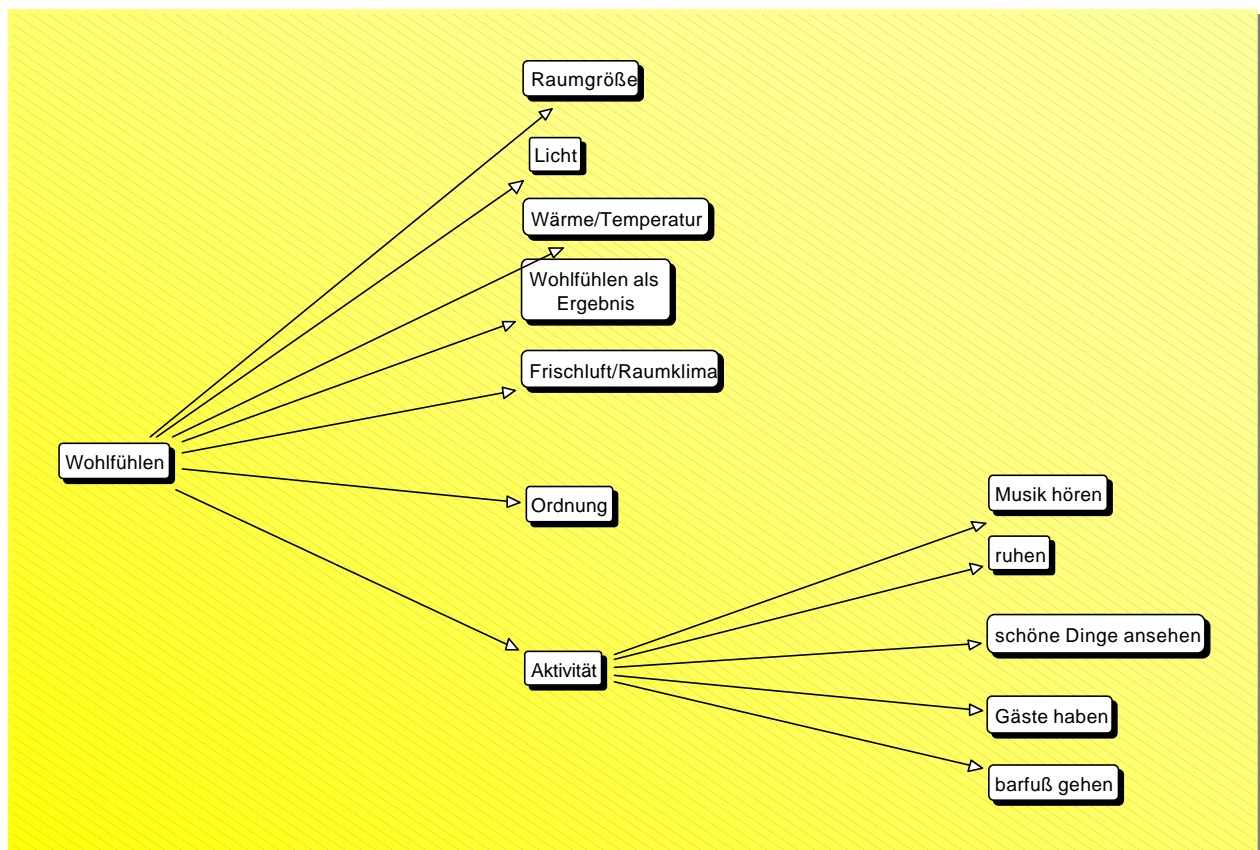 Raumgröße
Licht
Wärme/Temperatur
Wohlfühlen als
Ergebnis
Frischluft/Raumklima
Wohlfühlen
Ordnung
Musik hören
ruhen
schöne Dinge ansehen
Aktivität
Gäste haben
barfuß gehen